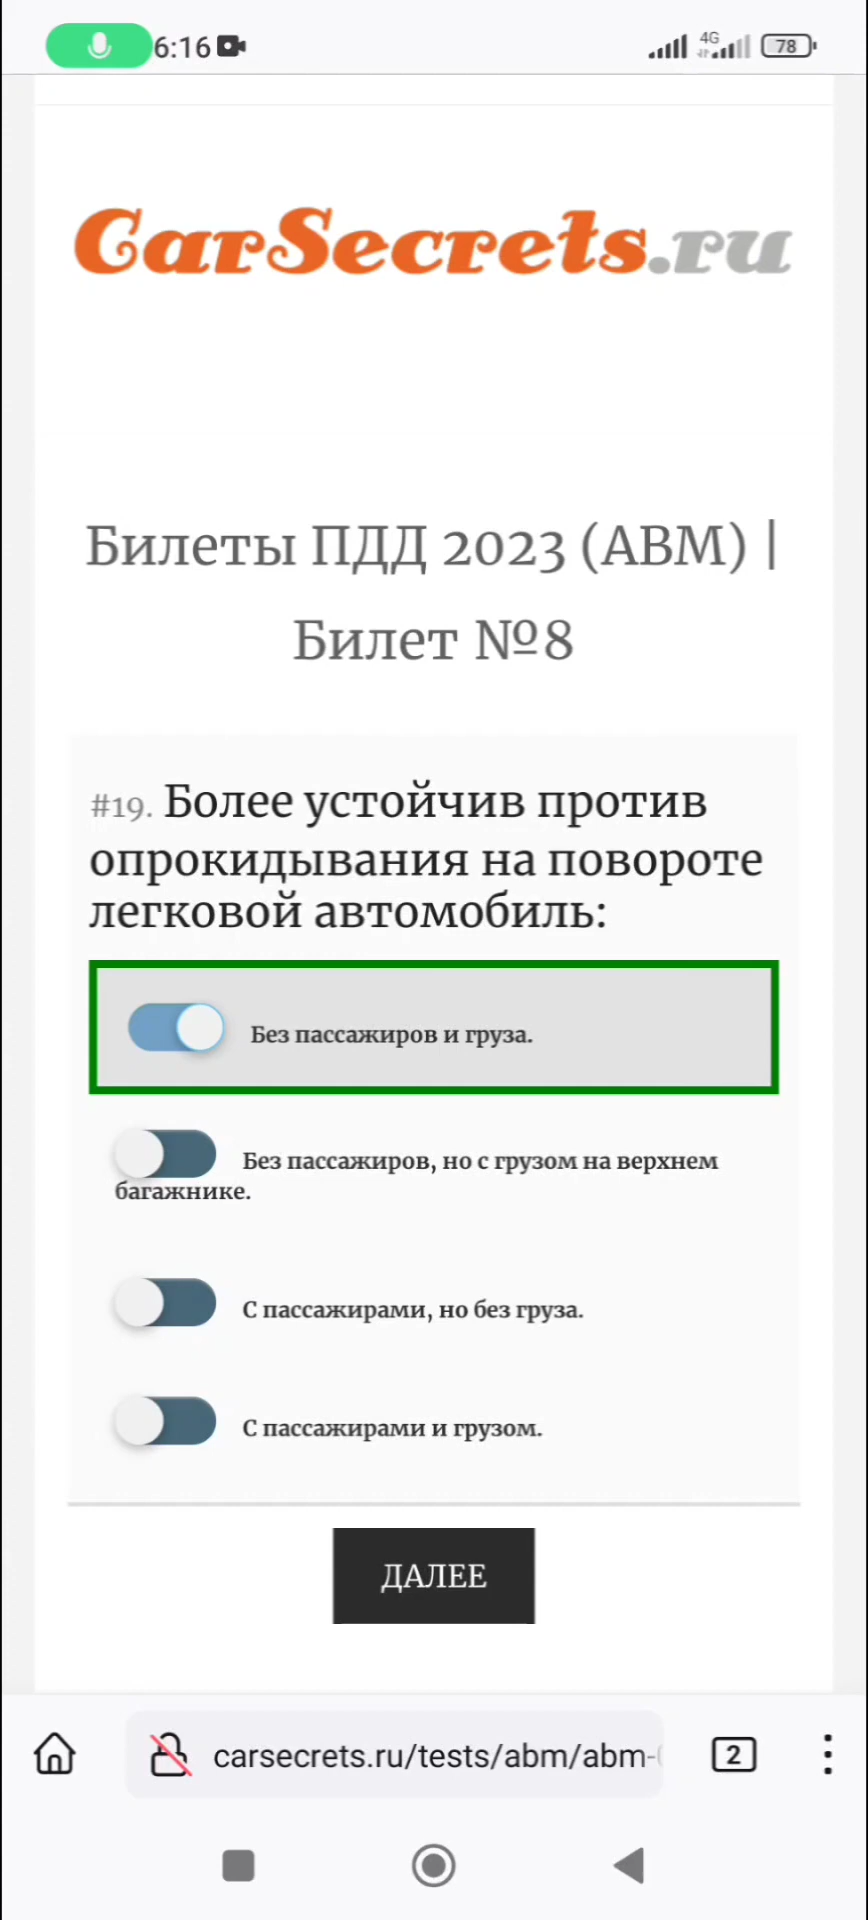 6:16
4G
78
CarSecrets.ru
Билеты ПДД 2023 (АВМ) |
Билет №8
#19. Более устойчив против
опрокидывания на повороте
легковой автомобиль:
Без пассажиров и груза.
Без пассажиров, но с грузом на верхнем
багажнике.
С пассажирами, но без груза.
С пассажирами и грузом.
ДАЛЕЕ
carsecrets.ru/tests/abm/abm-
2